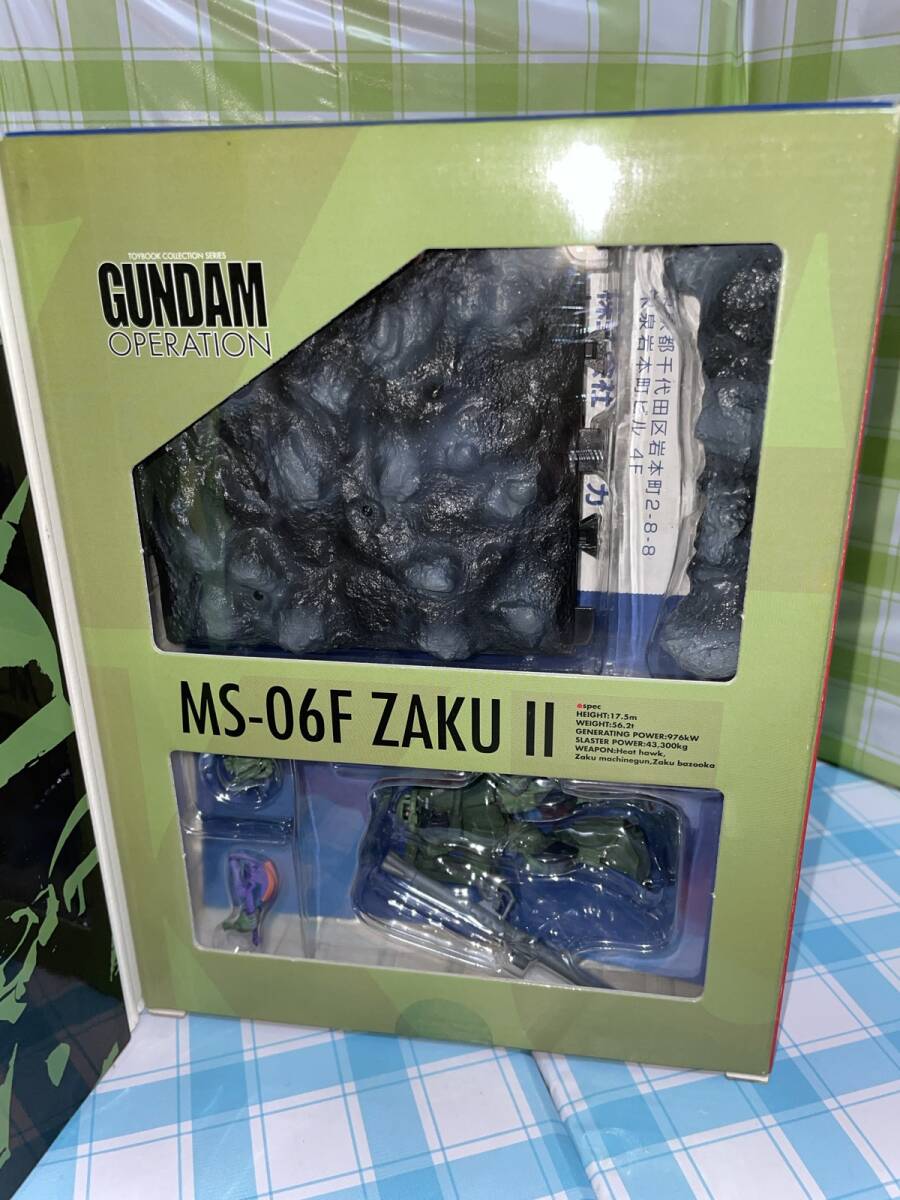 TOYBOOK COLLECTION SERIES
GUNDAM
OPERATION
都千代田区岩本町2-8-8
泉岩本町ビル 4F
MS-06F ZAKU II
spec
HEIGHT:17.5m
WEIGHT:56.2t
GENERATING POWER:976kW
SLASTER POWER:43,300kg
WEAPON:Heat hawk,
Zaku machinegun,Zaku bazooka